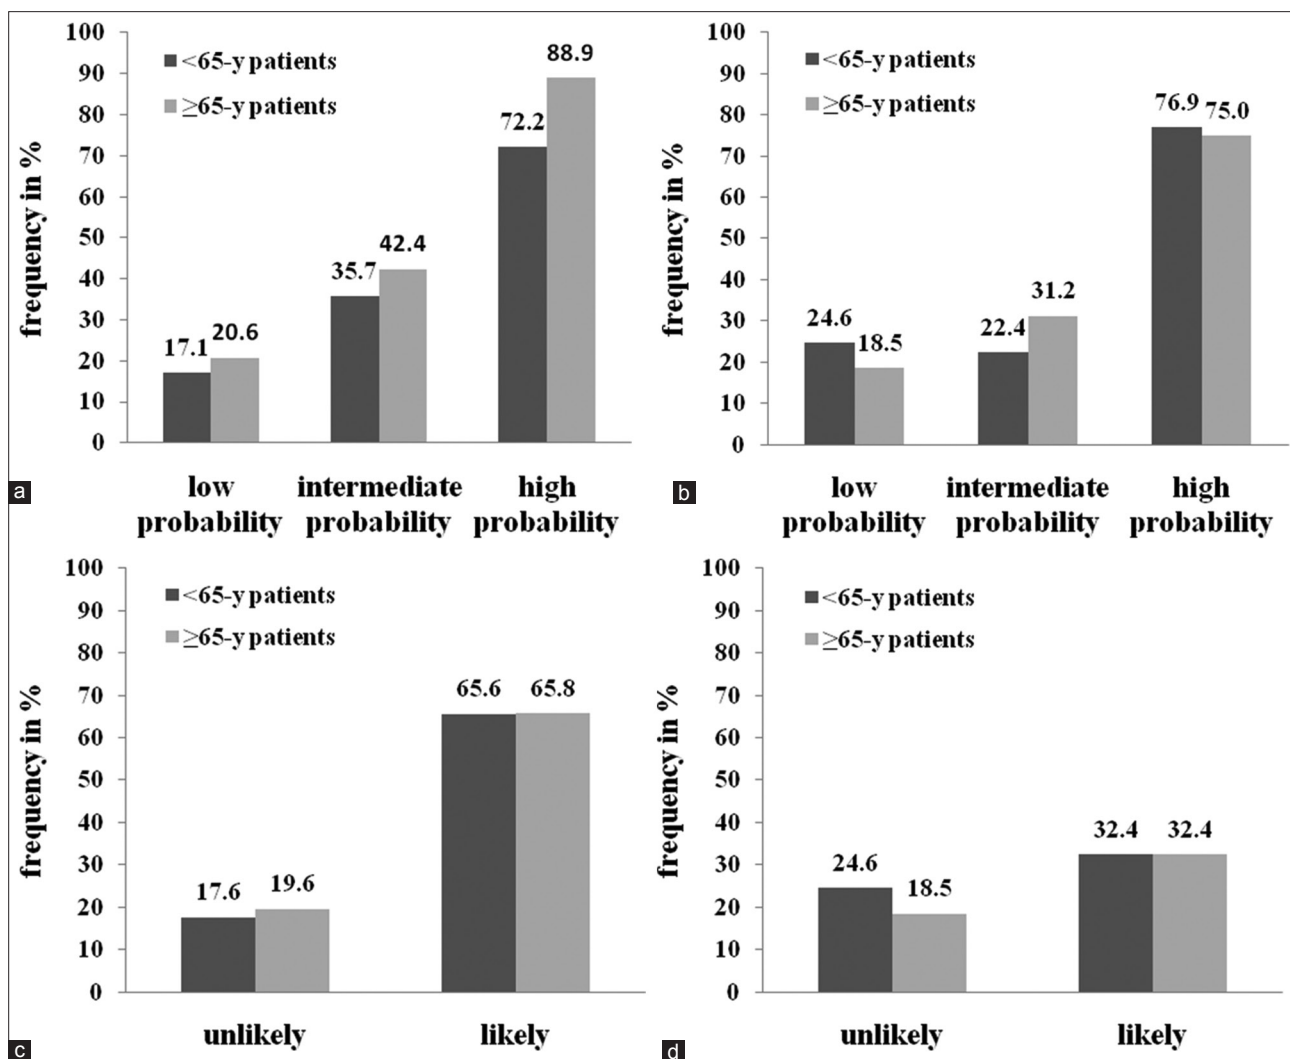 100
90
80
70
60
50
40
30
20
10
0
frequency in %
<65-y patients
≥65-y patients
17.1
20.6
35.7
42.4
72.2
88.9
low probability
intermediate probability
high probability
a
100
90
80
70
60
50
40
30
20
10
0
frequency in %
<65-y patients
≥65-y patients
24.6
18.5
22.4
31.2
76.9
75.0
low probability
intermediate probability
high probability
b
100
90
80
70
60
50
40
30
20
10
0
frequency in %
<65-y patients
≥65-y patients
17.6
19.6
65.6
65.8
unlikely
likely
c
100
90
80
70
60
50
40
30
20
10
0
frequency in %
<65-y patients
≥65-y patients
24.6
18.5
32.4
32.4
unlikely
likely
d